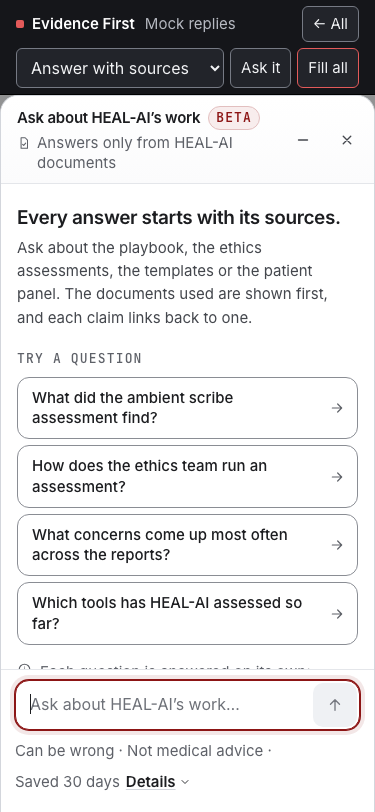 Evidence First Mock replies
← All
Answer with sources
Ask it
Fill all
Ask about HEAL-AI’s work BETA
Answers only from HEAL-AI
documents
Every answer starts with its sources.
Ask about the playbook, the ethics
assessments, the templates or the patient
panel. The documents used are shown first,
and each claim links back to one.
TRY A QUESTION
What did the ambient scribe
assessment find?
How does the ethics team run an
assessment?
What concerns come up most often
across the reports?
Which tools has HEAL-AI assessed so
far?
Each question is answered on its own
Ask about HEAL-AI’s work...
Can be wrong · Not medical advice ·
Saved 30 days Details